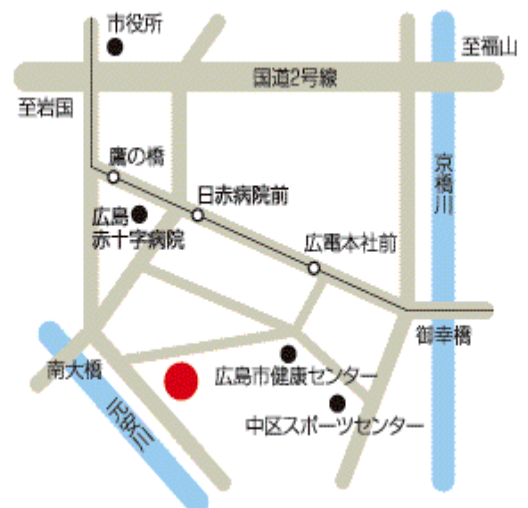 市役所
至福山
国道2号線
至岩国
鷹の橋
京橋川
日赤病院前
広島
赤十字病院
広電本社前
御幸橋
南大橋
広島市健康センター
元安川
中区スポーツセンター